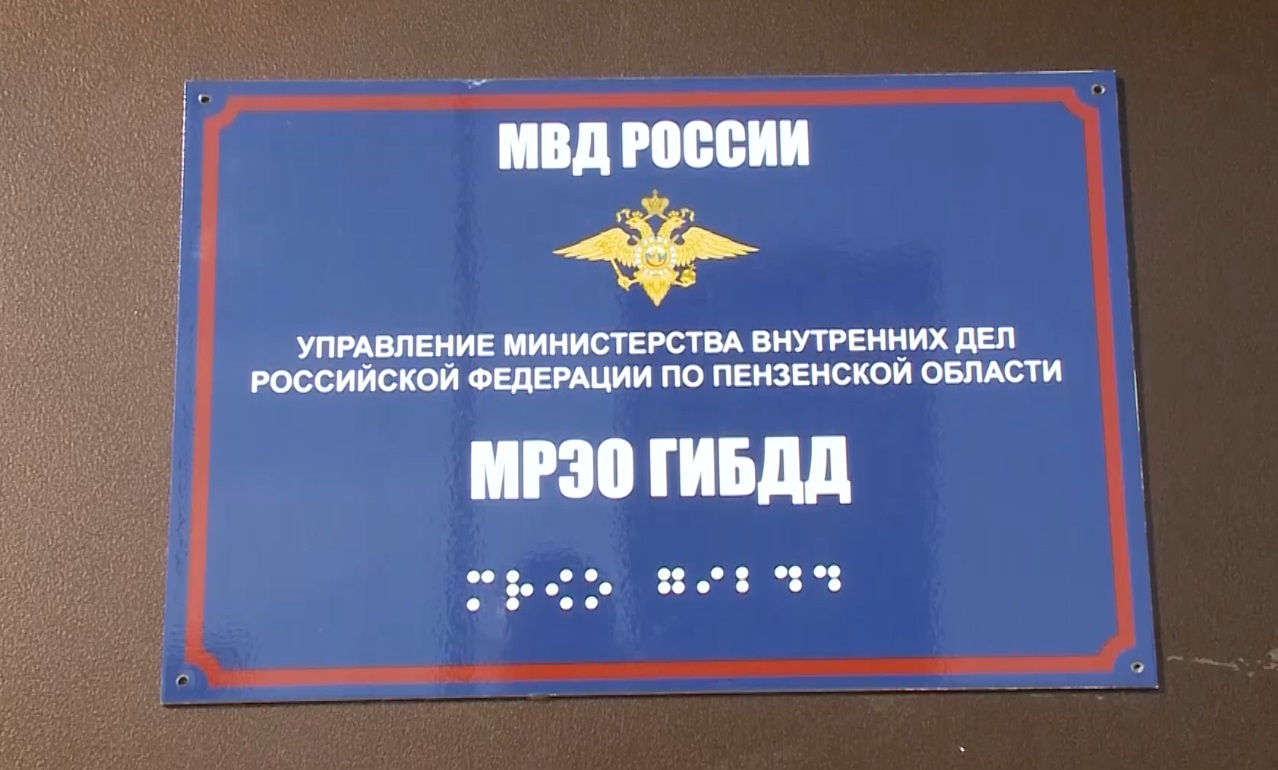 МВД РОССИИ
УПРАВЛЕНИЕ МИНИСТЕРСТВА ВНУТРЕННИХ ДЕЛ
РОССИЙСКОЙ ФЕДЕРАЦИИ ПО ПЕНЗЕНСКОЙ ОБЛАСТИ
МРЭО ГИБДД
⠍⠗⠪⠕ ⠛⠊⠃⠙⠙